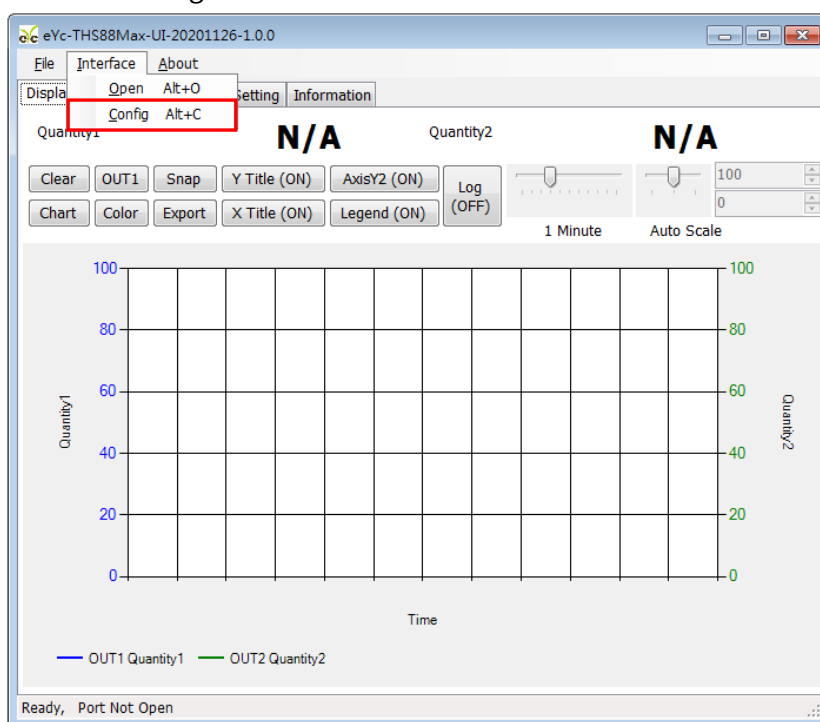 eYc-THS88Max-UI-20201126-1.0.0
File Interface About
Open Alt+O
Config Alt+C
Displa Setting Information
Quantity1 N/A Quantity2 N/A
Clear OUT1 Snap Y Title (ON) AxisY2 (ON) Log (OFF) 100
Chart Color Export X Title (ON) Legend (ON) 0
1 Minute Auto Scale
100 100
80 80
60 60
Quantity1 Quantity2
40 40
20 20
0 0
Time
OUT1 Quantity1 OUT2 Quantity2
Ready, Port Not Open